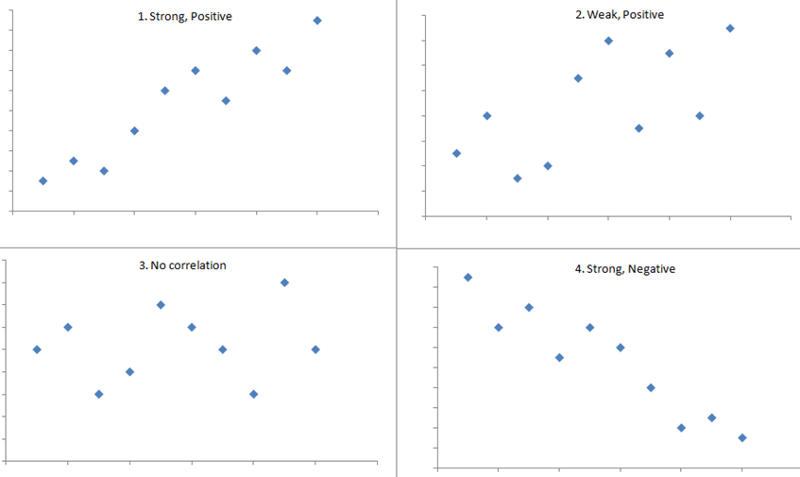 1. Strong, Positive
2. Weak, Positive
3. No correlation
4. Strong, Negative